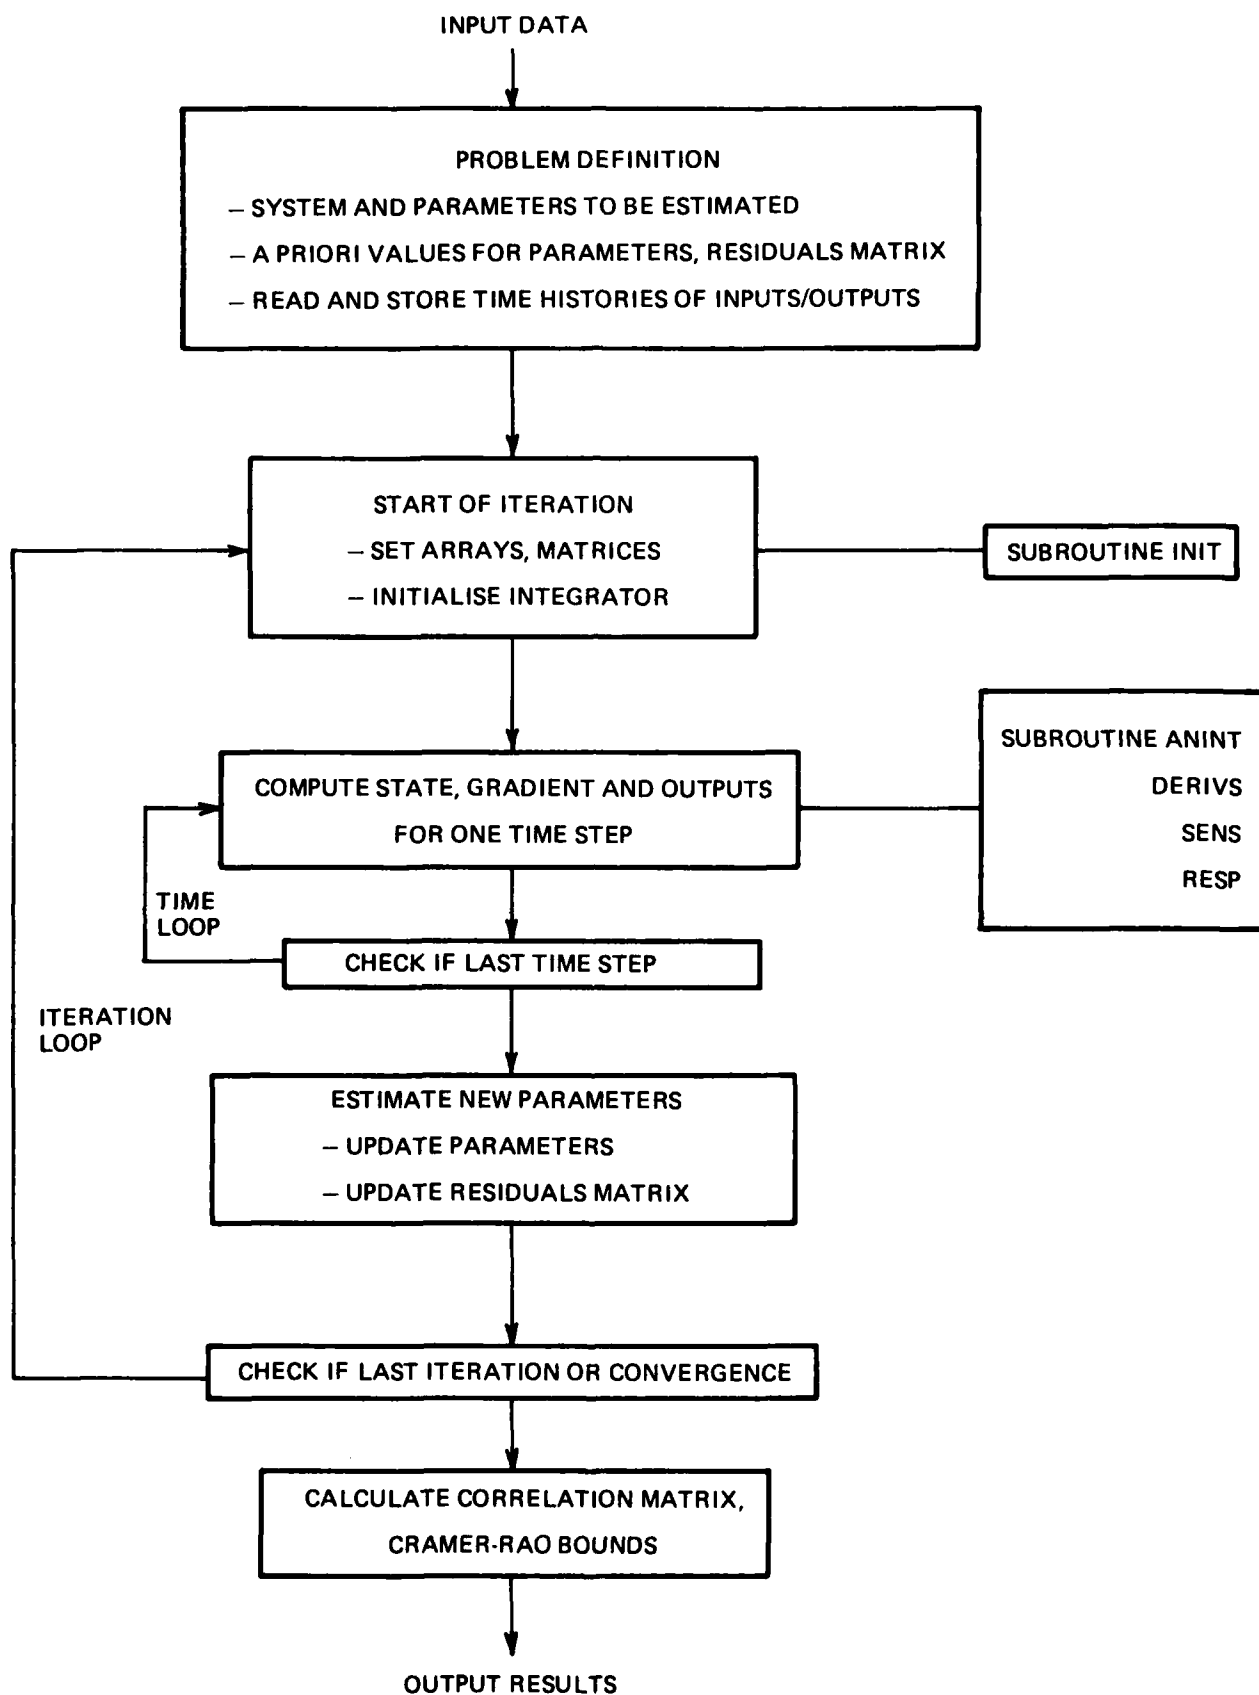 INPUT DATA
PROBLEM DEFINITION
– SYSTEM AND PARAMETERS TO BE ESTIMATED
– A PRIORI VALUES FOR PARAMETERS, RESIDUALS MATRIX
– READ AND STORE TIME HISTORIES OF INPUTS/OUTPUTS
START OF ITERATION
– SET ARRAYS, MATRICES
– INITIALISE INTEGRATOR
SUBROUTINE INIT
COMPUTE STATE, GRADIENT AND OUTPUTS
FOR ONE TIME STEP
SUBROUTINE ANINT
DERIVS
SENS
RESP
TIME
LOOP
CHECK IF LAST TIME STEP
ITERATION
LOOP
ESTIMATE NEW PARAMETERS
– UPDATE PARAMETERS
– UPDATE RESIDUALS MATRIX
CHECK IF LAST ITERATION OR CONVERGENCE
CALCULATE CORRELATION MATRIX,
CRAMER-RAO BOUNDS
OUTPUT RESULTS